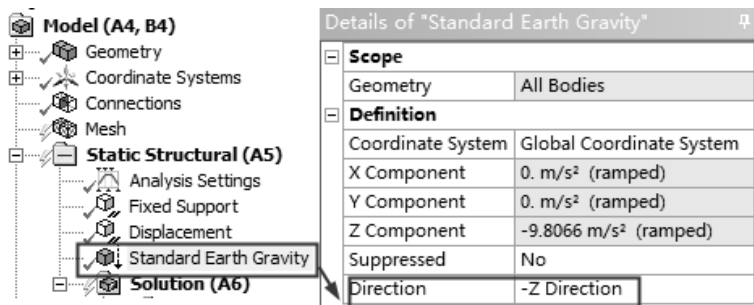 Model (A4, B4)
Geometry
Coordinate Systems
Connections
Mesh
Static Structural (A5)
Analysis Settings
Fixed Support
Displacement
Standard Earth Gravity
Solution (A6)
Details of "Standard Earth Gravity"
Scope
Geometry All Bodies
Definition
Coordinate System Global Coordinate System
X Component 0. m/s² (ramped)
Y Component 0. m/s² (ramped)
Z Component -9.8066 m/s² (ramped)
Suppressed No
Direction -Z Direction